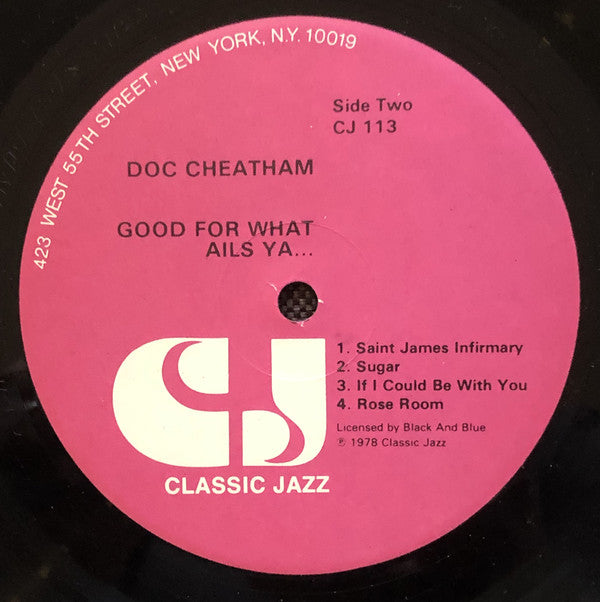 423 WEST 55TH STREET, NEW YORK, N.Y. 10019
Side Two
CJ 113
DOC CHEATHAM
GOOD FOR WHAT
AILS YA...
1. Saint James Infirmary
2. Sugar
3. If I Could Be With You
4. Rose Room
Licensed by Black And Blue
℗ 1978 Classic Jazz
CJ
CLASSIC JAZZ